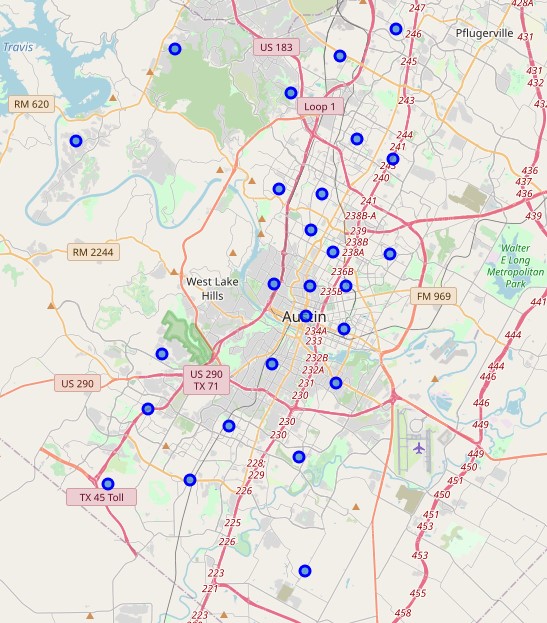 247
428A
US 183
246
Pflugerville
431
Travis
245
431
432
RM 620
Loop 1
243
244
241
243
240
436
437
436
241
439
238B-A
239
238B
238A
RM 2244
Walter
E Long
Metropolitan
Park
236B
West Lake
Hills
235B
FM 969
441
Austin
234A
233
444
232B
232A
446
US 290
TX 71
US 290
231
446
230
448
230
230
449
228;
229
449
450
226
450
TX 45 Toll
451
225
451
453
226
453
223
221
455
223
458